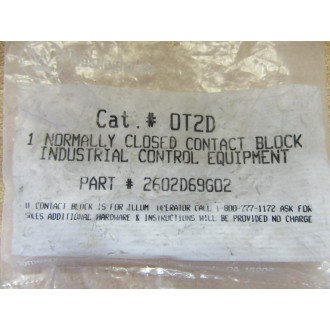 Cat.# OT2D
1 NORMALLY CLOSED CONTACT BLOCK
INDUSTRIAL CONTROL EQUIPMENT
PART # 2602D69G02
CONTACT BLOCK IS FOR ILLUM OPERATOR CALL 1-800-777-1172 ASK FOR
SALES ADDITIONAL HARDWARE & INSTRUCTIONS WILL BE PROVIDED NO CHARGE